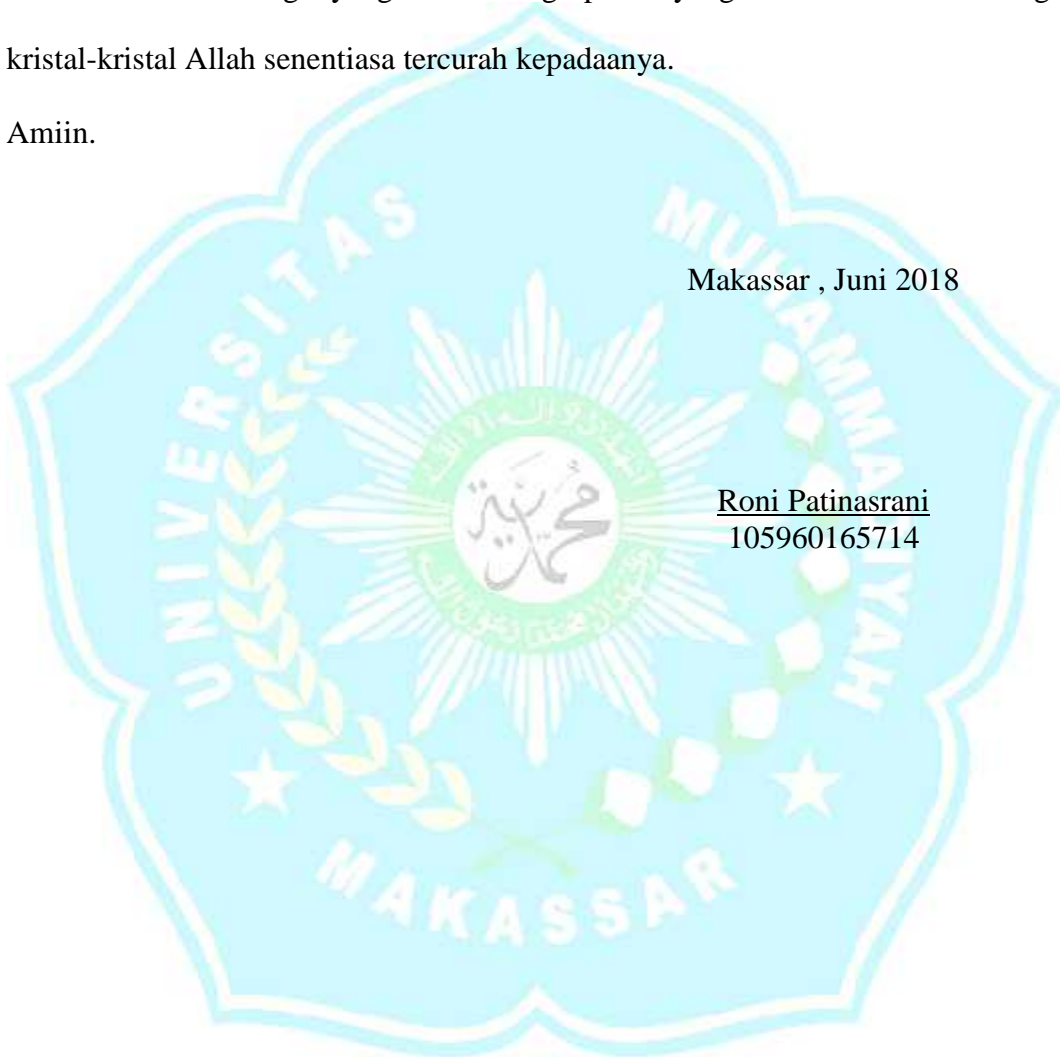 kristal-kristal Allah senentiasa tercurah kepadaanya.
Amiin.
UNIVERSITAS MUHAMMADIYAH
Makassar , Juni 2018
Roni Patinasrani
105960165714
MAKASSAR